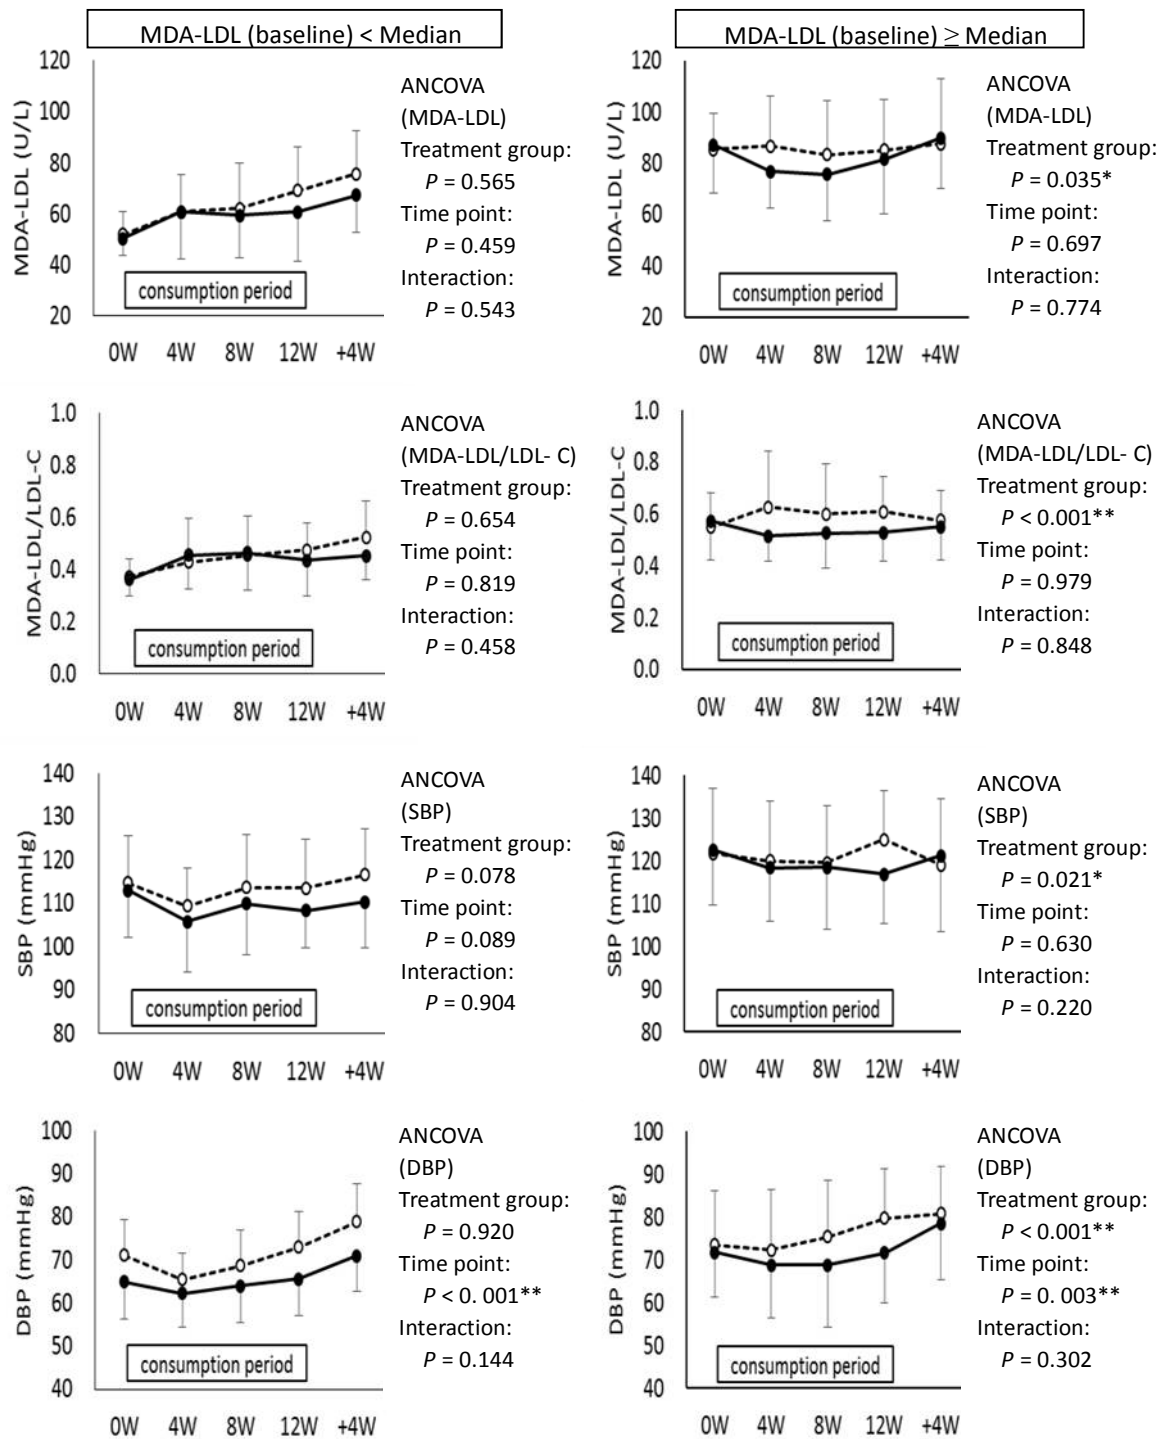 MDA-LDL (baseline) < Median
MDA-LDL (U/L)
120
100
80
60
40
20
consumption period
0W 4W 8W 12W +4W
ANCOVA
(MDA-LDL)
Treatment group:
P = 0.565
Time point:
P = 0.459
Interaction:
P = 0.543
MDA-LDL (baseline) ≥ Median
MDA-LDL (U/L)
120
100
80
60
40
20
consumption period
0W 4W 8W 12W +4W
ANCOVA
(MDA-LDL)
Treatment group:
P = 0.035*
Time point:
P = 0.697
Interaction:
P = 0.774
MDA-LDL/LDL-C
1.0
0.8
0.6
0.4
0.2
0.0
consumption period
0W 4W 8W 12W +4W
ANCOVA
(MDA-LDL/LDL- C)
Treatment group:
P = 0.654
Time point:
P = 0.819
Interaction:
P = 0.458
MDA-LDL/LDL-C
1.0
0.8
0.6
0.4
0.2
0.0
consumption period
0W 4W 8W 12W +4W
ANCOVA
(MDA-LDL/LDL- C)
Treatment group:
P < 0.001**
Time point:
P = 0.979
Interaction:
P = 0.848
SBP (mmHg)
140
130
120
110
100
90
80
consumption period
0W 4W 8W 12W +4W
ANCOVA
(SBP)
Treatment group:
P = 0.078
Time point:
P = 0.089
Interaction:
P = 0.904
SBP (mmHg)
140
130
120
110
100
90
80
consumption period
0W 4W 8W 12W +4W
ANCOVA
(SBP)
Treatment group:
P = 0.021*
Time point:
P = 0.630
Interaction:
P = 0.220
DBP (mmHg)
100
90
80
70
60
50
40
consumption period
0W 4W 8W 12W +4W
ANCOVA
(DBP)
Treatment group:
P = 0.920
Time point:
P < 0. 001**
Interaction:
P = 0.144
DBP (mmHg)
100
90
80
70
60
50
40
consumption period
0W 4W 8W 12W +4W
ANCOVA
(DBP)
Treatment group:
P < 0.001**
Time point:
P = 0. 003**
Interaction:
P = 0.302